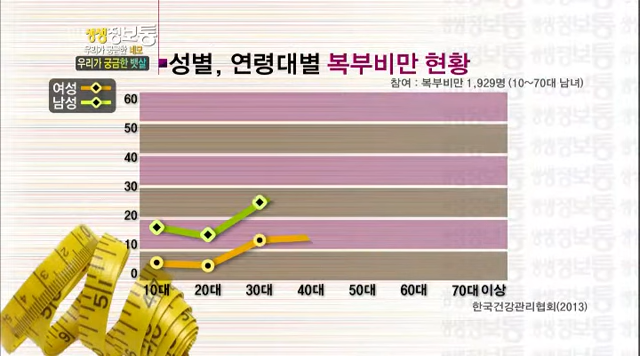 생생정보통
우리가 궁금한 네모
우리가 궁금한 뱃살
성별, 연령대별 복부비만 현황
참여 : 복부비만 1,929명 (10~70대 남녀)
여성
남성
60
50
40
30
20
10
0
10대 20대 30대 40대 50대 60대 70대 이상
한국건강관리협회(2013)